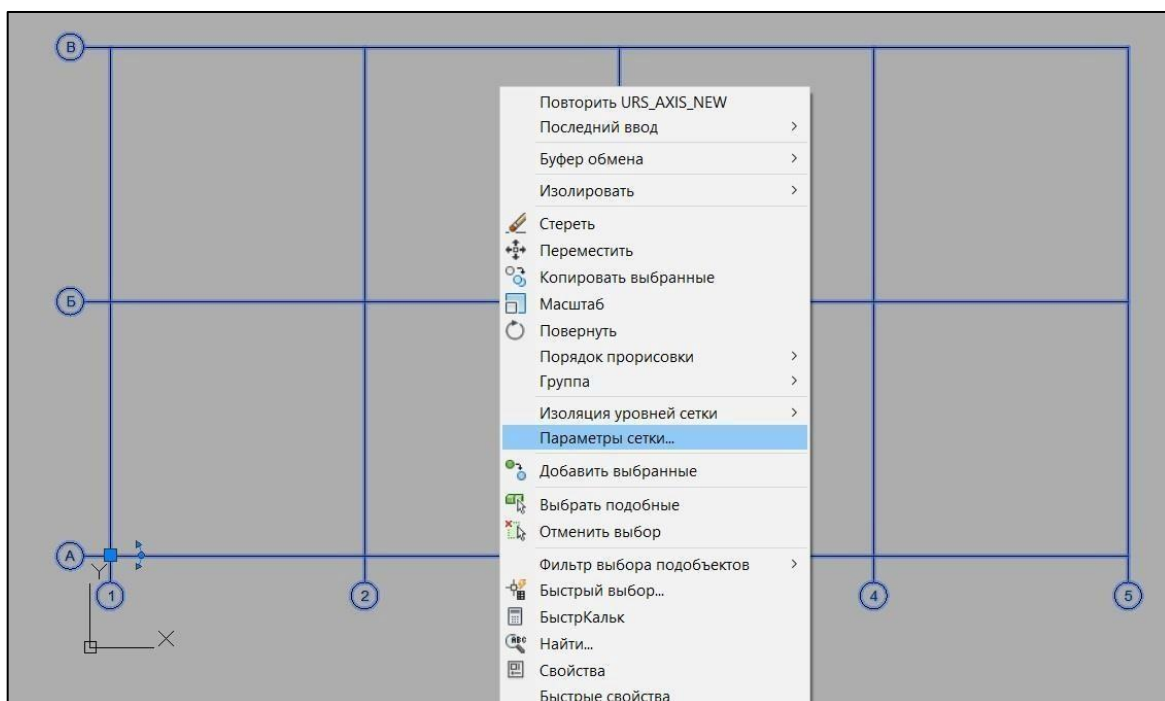 В
Повторить URS_AXIS_NEW
Последний ввод
Буфер обмена
Изолировать
Стереть
Переместить
Копировать выбранные
Б
Масштаб
Повернуть
Порядок прорисовки
Группа
Изоляция уровней сетки
Параметры сетки...
Добавить выбранные
Выбрать подобные
Отменить выбор
А
Фильтр выбора подобъектов
Y
Быстрый выбор...
1
2
4
5
БыстрКальк
X
Найти...
Свойства
Быстрые свойства